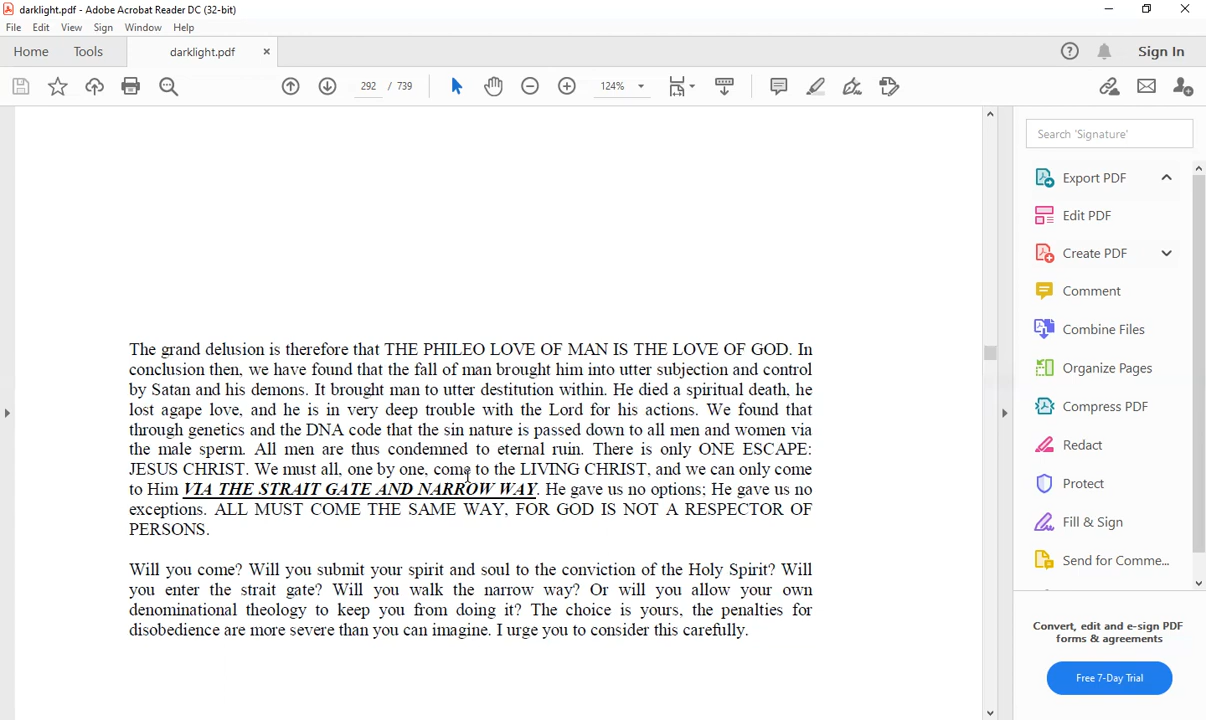 darklight.pdf - Adobe Acrobat Reader DC (32-bit)
File Edit View Sign Window Help
Home Tools darklight.pdf × Sign In
292 / 739 124%
Search 'Signature'
Export PDF
Edit PDF
Create PDF
Comment
Combine Files
Organize Pages
Compress PDF
Redact
Protect
Fill & Sign
Send for Comme...
Convert, edit and e-sign PDF
forms & agreements
Free 7-Day Trial
The grand delusion is therefore that THE PHILEO LOVE OF MAN IS THE LOVE OF GOD. In
conclusion then, we have found that the fall of man brought him into utter subjection and control
by Satan and his demons. It brought man to utter destitution within. He died a spiritual death, he
lost agape love, and he is in very deep trouble with the Lord for his actions. We found that
through genetics and the DNA code that the sin nature is passed down to all men and women via
the male sperm. All men are thus condemned to eternal ruin. There is only ONE ESCAPE:
JESUS CHRIST. We must all, one by one, come to the LIVING CHRIST, and we can only come
to Him VIA THE STRAIT GATE AND NARROW WAY. He gave us no options; He gave us no
exceptions. ALL MUST COME THE SAME WAY, FOR GOD IS NOT A RESPECTOR OF
PERSONS.
Will you come? Will you submit your spirit and soul to the conviction of the Holy Spirit? Will
you enter the strait gate? Will you walk the narrow way? Or will you allow your own
denominational theology to keep you from doing it? The choice is yours, the penalties for
disobedience are more severe than you can imagine. I urge you to consider this carefully.